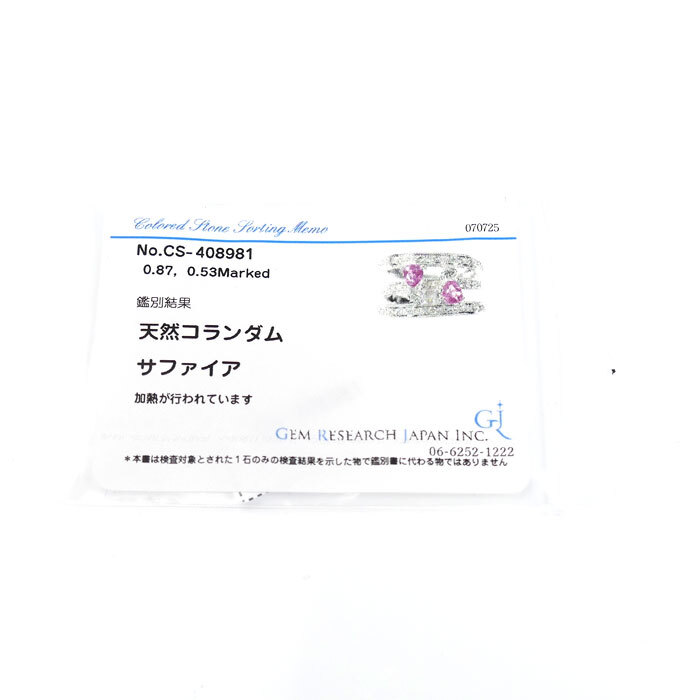 Colored Stone Sorting Memo
070725
No.CS-408981
0.87, 0.53Marked
鑑別結果
天然コランダム
サファイア
加熱が行われています
GJ
GEM RESEARCH JAPAN INC.
06-6252-1222
*本書は検査対象とされた1石のみの検査結果を示した物で鑑別書に代わる物ではありません